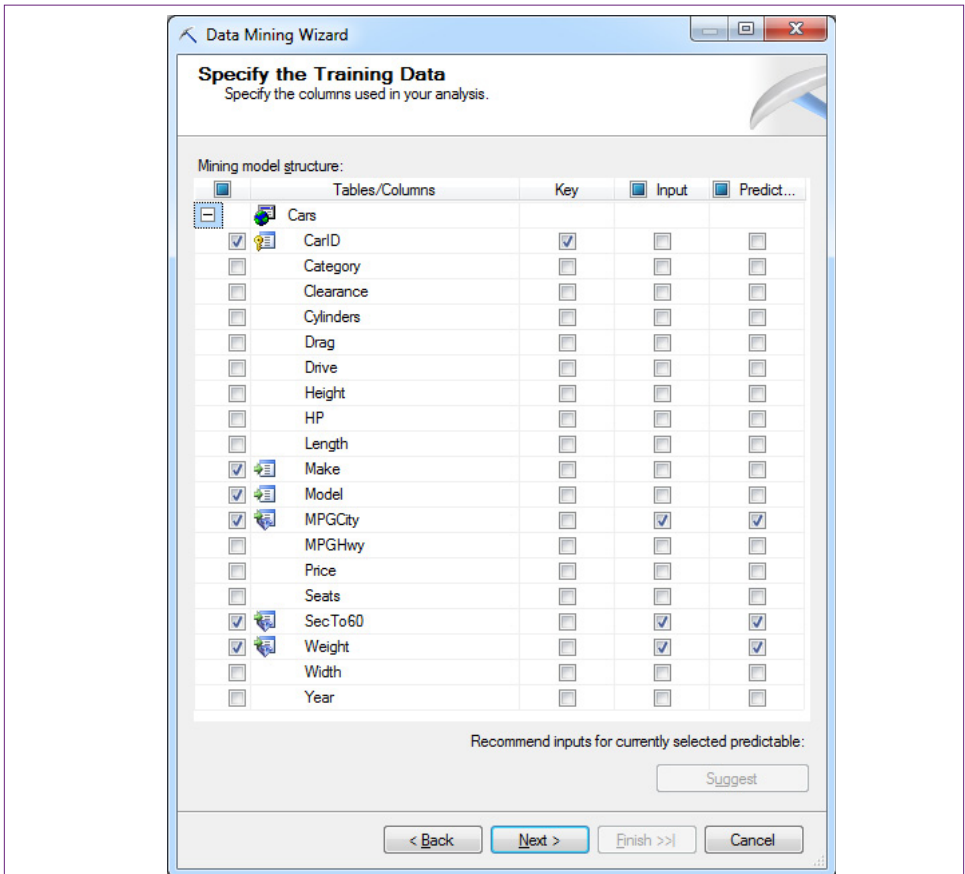 Data Mining Wizard
Specify the Training Data
Specify the columns used in your analysis.
Mining model structure:
Tables/Columns Key Input Predict...
Cars
CarID
Category
Clearance
Cylinders
Drag
Drive
Height
HP
Length
Make
Model
MPGCity
MPGHwy
Price
Seats
SecTo60
Weight
Width
Year
Recommend inputs for currently selected predictable:
Suggest
< Back Next > Finish >>| Cancel